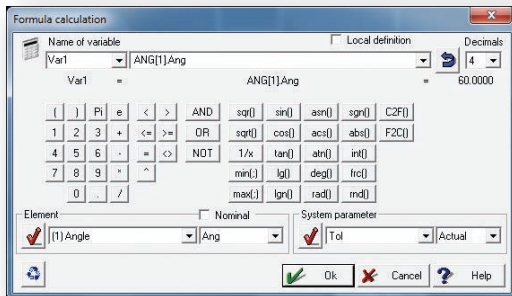 Formula calculation
Name of variable Local definition Decimals
Var1 ANG[1].Ang 4
Var1 = ANG[1].Ang = 60.0000
( ) Pi e < > AND sqr() sin() asn() sgn() C2F()
1 2 3 + <= >= OR sqrt() cos() acs() abs() F2C()
4 5 6 - = <> NOT 1/x tan() atn() int()
7 8 9 * ^ min(;) lg() deg() frc()
0 . / max(;) lgn() rad() rnd()
Element Nominal System parameter
(1) Angle Ang Tol Actual
Ok Cancel ? Help